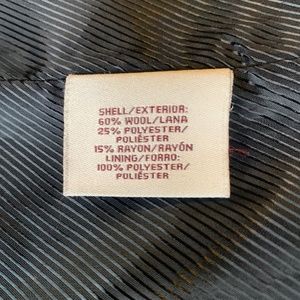 SHELL/EXTERIOR:
60% WOOL/LANA
25% POLYESTER/
POLIÉSTER
15% RAYON/RAYÓN
LINING/FORRO:
100% POLYESTER/
POLIÉSTER